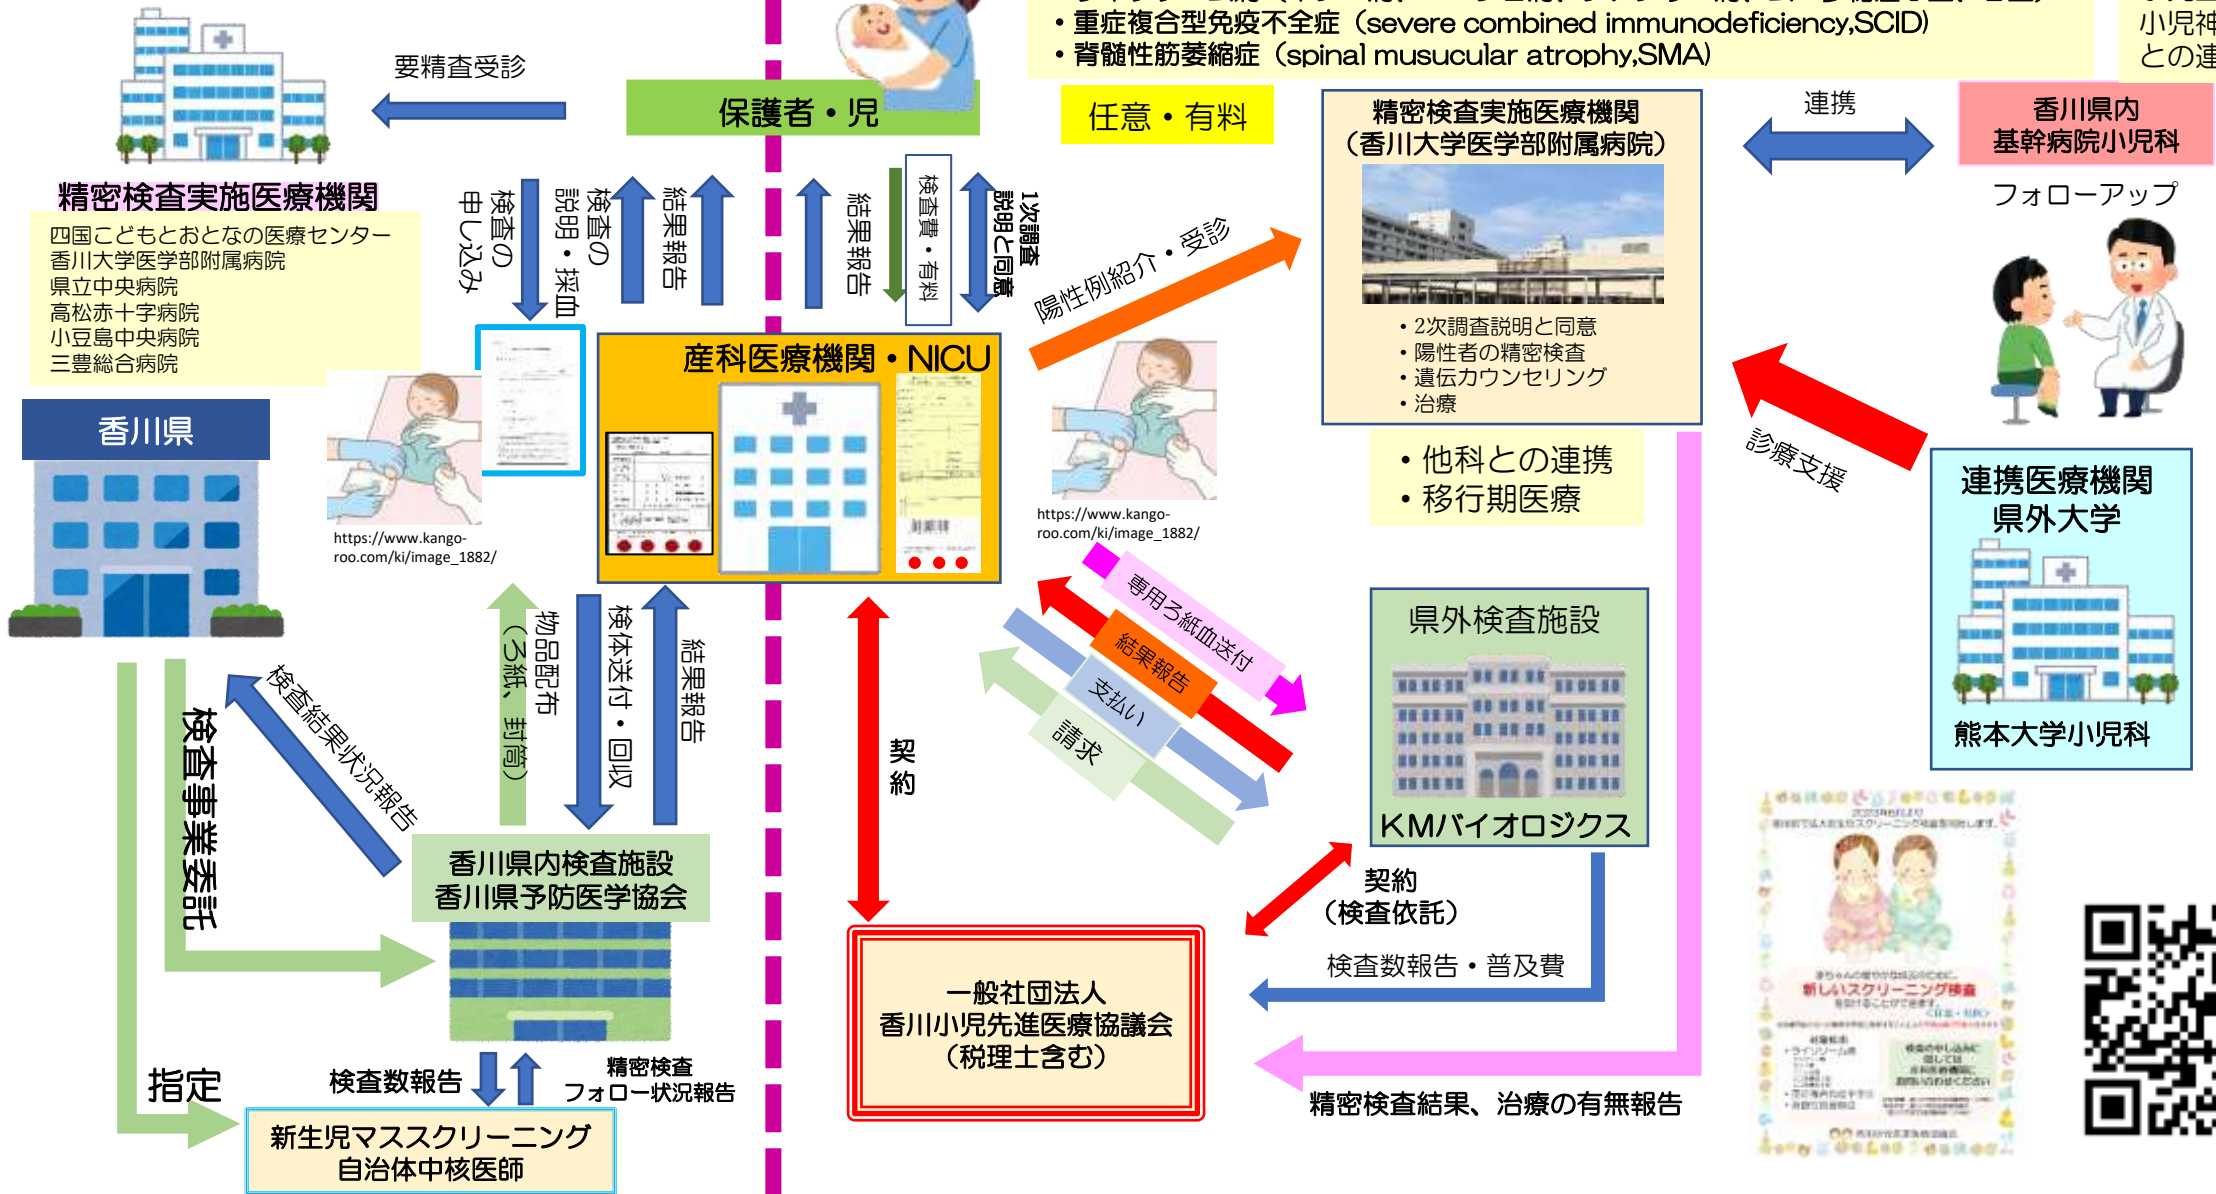 ・重症複合型免疫不全症（severe combined immunodeficiency,SCID)
・脊髄性筋萎縮症（spinal musucular atrophy,SMA)
小児神
との連
要精査受診
保護者・児
任意・有料
精密検査実施医療機関
（香川大学医学部附属病院）
連携
香川県内
基幹病院小児科
フォローアップ
精密検査実施医療機関
四国こどもとおとなの医療センター
香川大学医学部附属病院
県立中央病院
高松赤十字病院
小豆島中央病院
三豊総合病院
検査の
申し込み
検査の
説明・採血
結果報告
結果報告
検査費・有料
1次調査
説明と同意
陽性例紹介・受診
・2次調査説明と同意
・陽性者の精密検査
・遺伝カウンセリング
・治療
・他科との連携
・移行期医療
診療支援
連携医療機関
県外大学
熊本大学小児科
産科医療機関・NICU
https://www.kango-
roo.com/ki/image_1882/
https://www.kango-
roo.com/ki/image_1882/
香川県
検査結果状況報告
検査事業委託
物品配布
（ろ紙、封筒）
検体送付・回収
結果報告
契約
専用ろ紙血送付
結果報告
支払い
請求
県外検査施設
KMバイオロジクス
契約
（検査依託）
検査数報告・普及費
香川県内検査施設
香川県予防医学協会
一般社団法人
香川小児先進医療協議会
（税理士含む）
精密検査結果、治療の有無報告
指定
検査数報告
精密検査
フォロー状況報告
新生児マススクリーニング
自治体中核医師
新しいスクリーニング検査